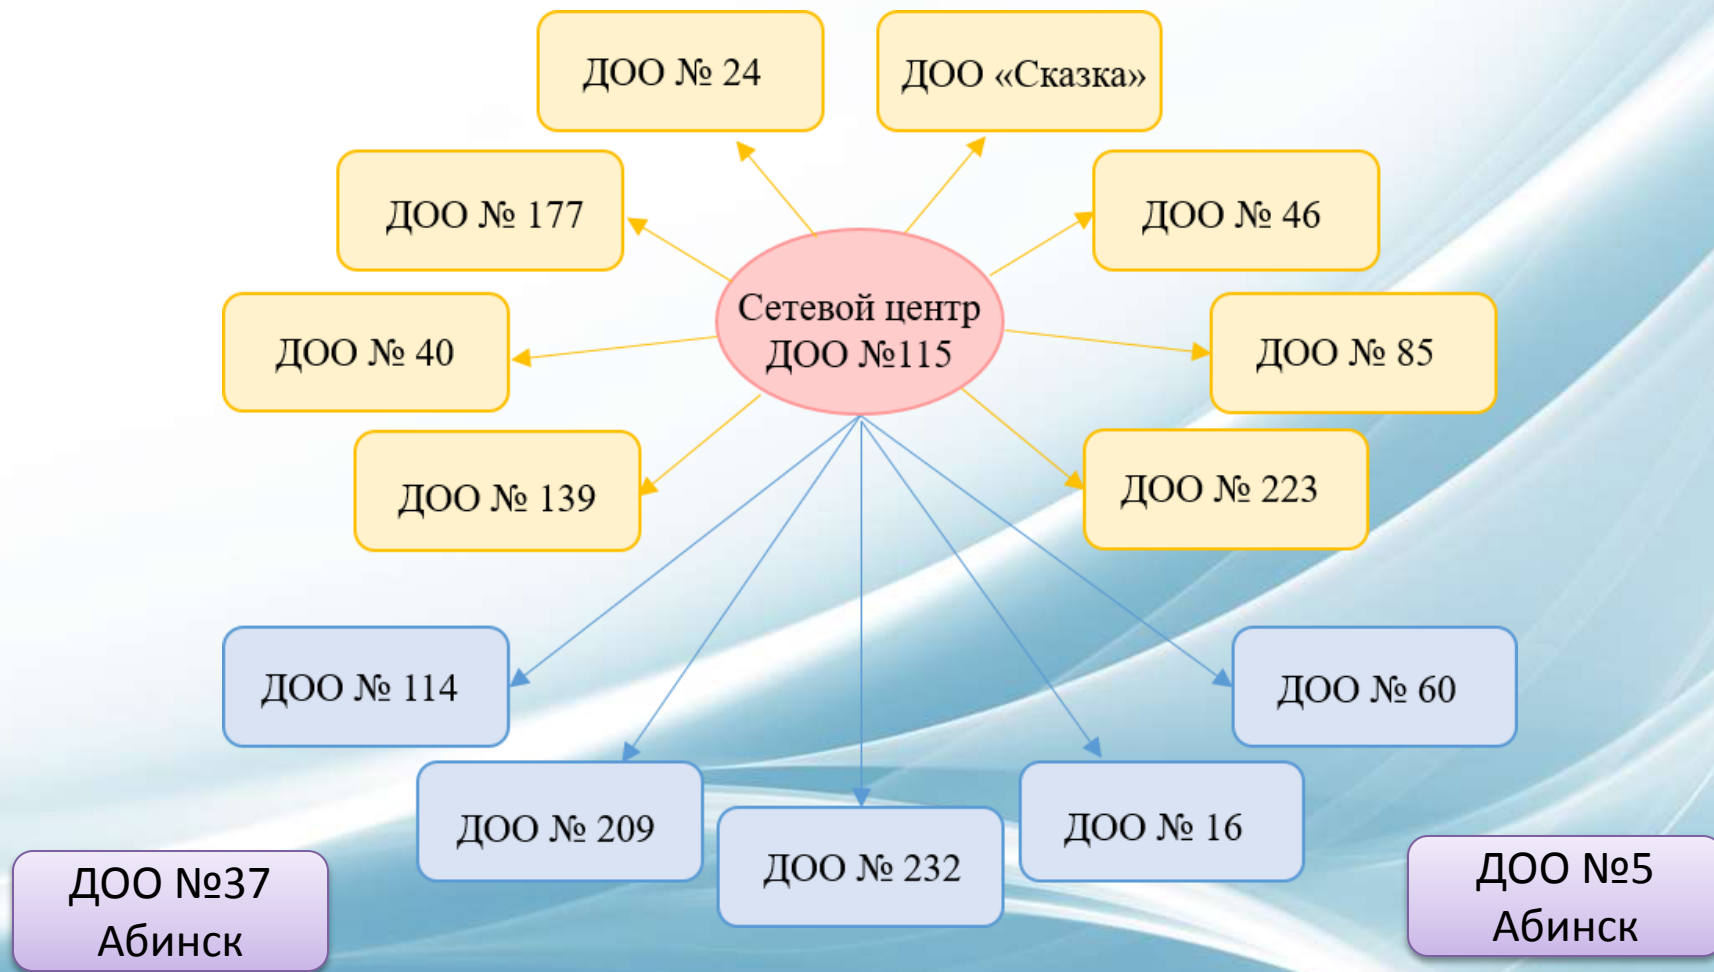 ДОО № 24
ДОО «Сказка»
ДОО № 177
ДОО № 46
Сетевой центр
ДОО №115
ДОО № 40
ДОО № 85
ДОО № 139
ДОО № 223
ДОО № 114
ДОО № 60
ДОО № 209
ДОО № 16
ДОО № 232
ДОО №37
Абинск
ДОО №5
Абинск